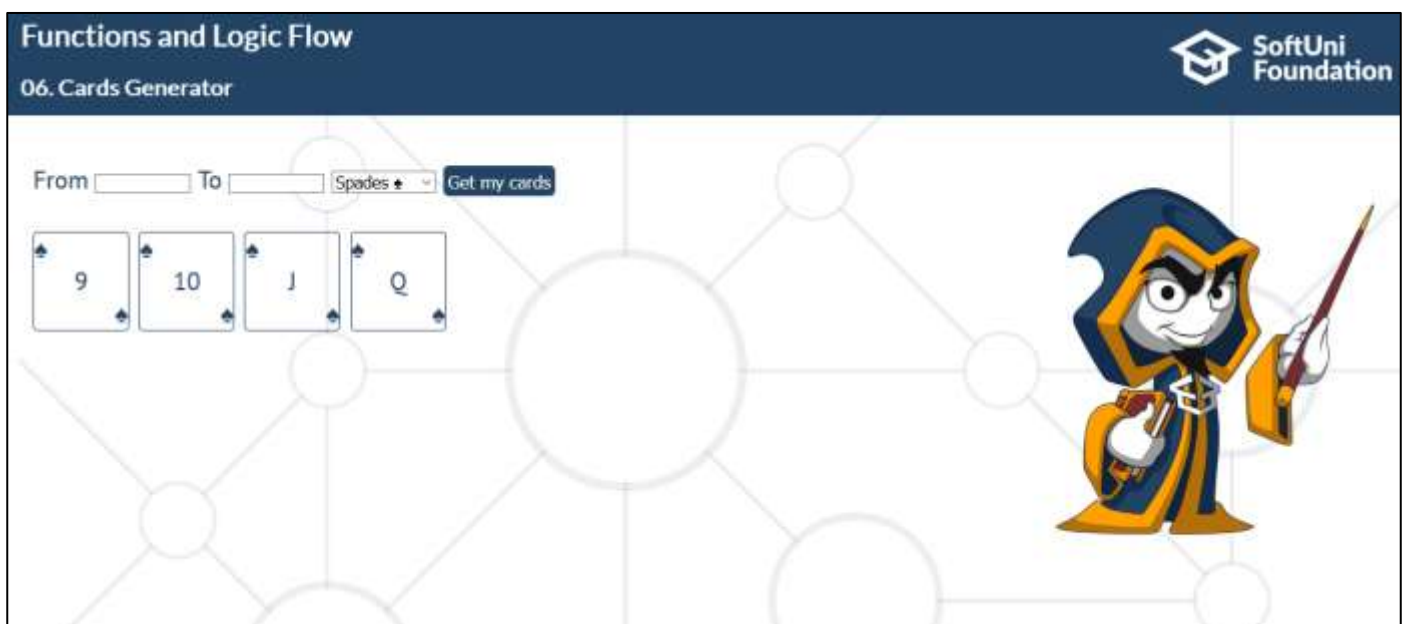 Functions and Logic Flow
SoftUni
Foundation
06. Cards Generator
From To Spades ♠ Get my cards
♠ ♠ ♠ ♠
9 10 J Q
♠ ♠ ♠ ♠